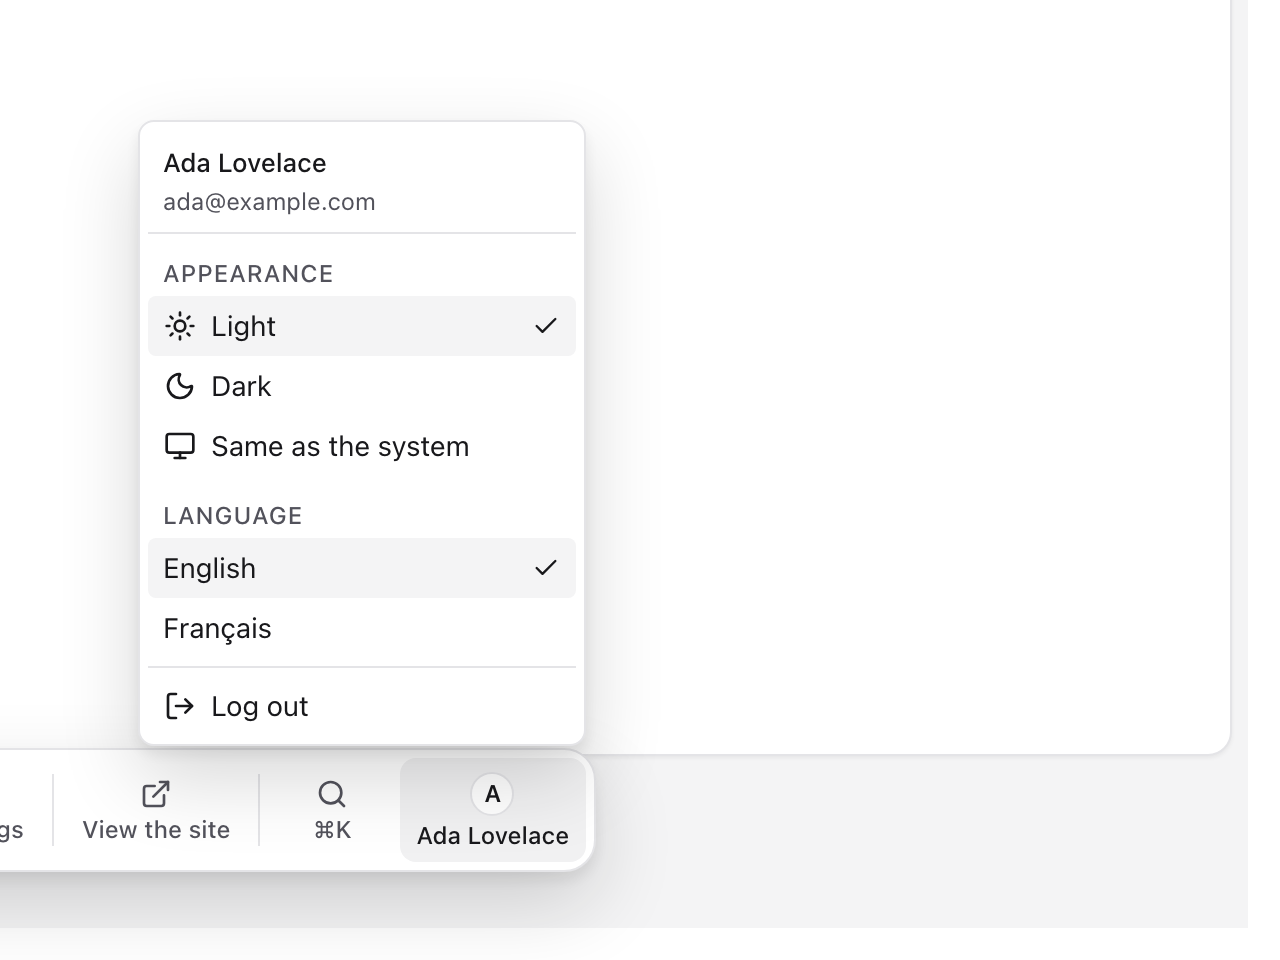 Ada Lovelace
ada@example.com
APPEARANCE
Light
Dark
Same as the system
LANGUAGE
English
Français
Log out
gs
View the site
⌘K
A
Ada Lovelace